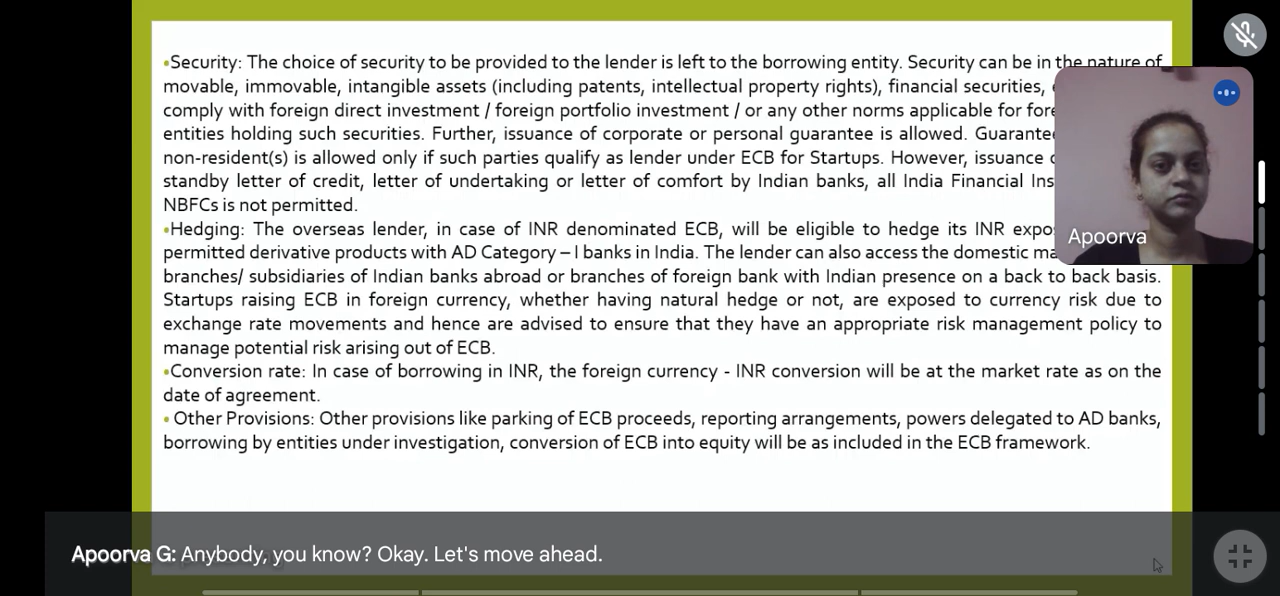 •Security: The choice of security to be provided to the lender is left to the borrowing entity. Security can be in the nature of
movable, immovable, intangible assets (including patents, intellectual property rights), financial securities,
comply with foreign direct investment / foreign portfolio investment / or any other norms applicable for
entities holding such securities. Further, issuance of corporate or personal guarantee is allowed.
non-resident(s) is allowed only if such parties qualify as lender under ECB for Startups. However, issuance
standby letter of credit, letter of undertaking or letter of comfort by Indian banks, all India Financial
NBFCs is not permitted.
•Hedging: The overseas lender, in case of INR denominated ECB, will be eligible to hedge its INR
permitted derivative products with AD Category – I banks in India. The lender can also access the domestic
branches/ subsidiaries of Indian banks abroad or branches of foreign bank with Indian presence on a back to back basis.
Startups raising ECB in foreign currency, whether having natural hedge or not, are exposed to currency risk due to
exchange rate movements and hence are advised to ensure that they have an appropriate risk management policy to
manage potential risk arising out of ECB.
•Conversion rate: In case of borrowing in INR, the foreign currency - INR conversion will be at the market rate as on the
date of agreement.
• Other Provisions: Other provisions like parking of ECB proceeds, reporting arrangements, powers delegated to AD banks,
borrowing by entities under investigation, conversion of ECB into equity will be as included in the ECB framework.
Apoorva
Apoorva G: Anybody, you know? Okay. Let's move ahead.